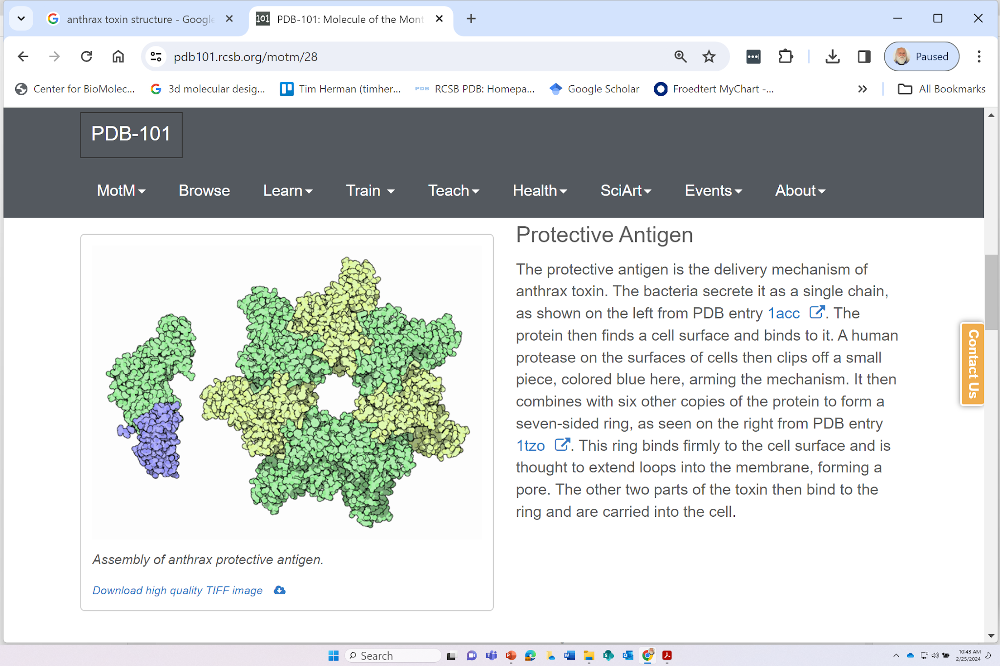 anthrax toxin structure - Google
101 PDB-101: Molecule of the Mont
pdb101.rcsb.org/motm/28
Paused
Center for BioMolec...
3d molecular desig...
Tim Herman (timher...
PDB RCSB PDB: Homepa...
Google Scholar
Froedtert MyChart -...
All Bookmarks
PDB-101
MotM Browse Learn Train Teach Health SciArt Events About
Protective Antigen
The protective antigen is the delivery mechanism of
anthrax toxin. The bacteria secrete it as a single chain,
as shown on the left from PDB entry 1acc. The
protein then finds a cell surface and binds to it. A human
protease on the surfaces of cells then clips off a small
piece, colored blue here, arming the mechanism. It then
combines with six other copies of the protein to form a
seven-sided ring, as seen on the right from PDB entry
1tzo. This ring binds firmly to the cell surface and is
thought to extend loops into the membrane, forming a
pore. The other two parts of the toxin then bind to the
ring and are carried into the cell.
Assembly of anthrax protective antigen.
Download high quality TIFF image
Contact Us
Search
10:43 AM
2/25/2024